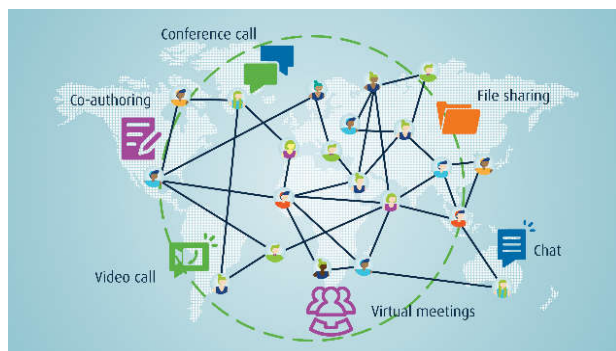 Conference call
Co-authoring
File sharing
Video call
Chat
Virtual meetings